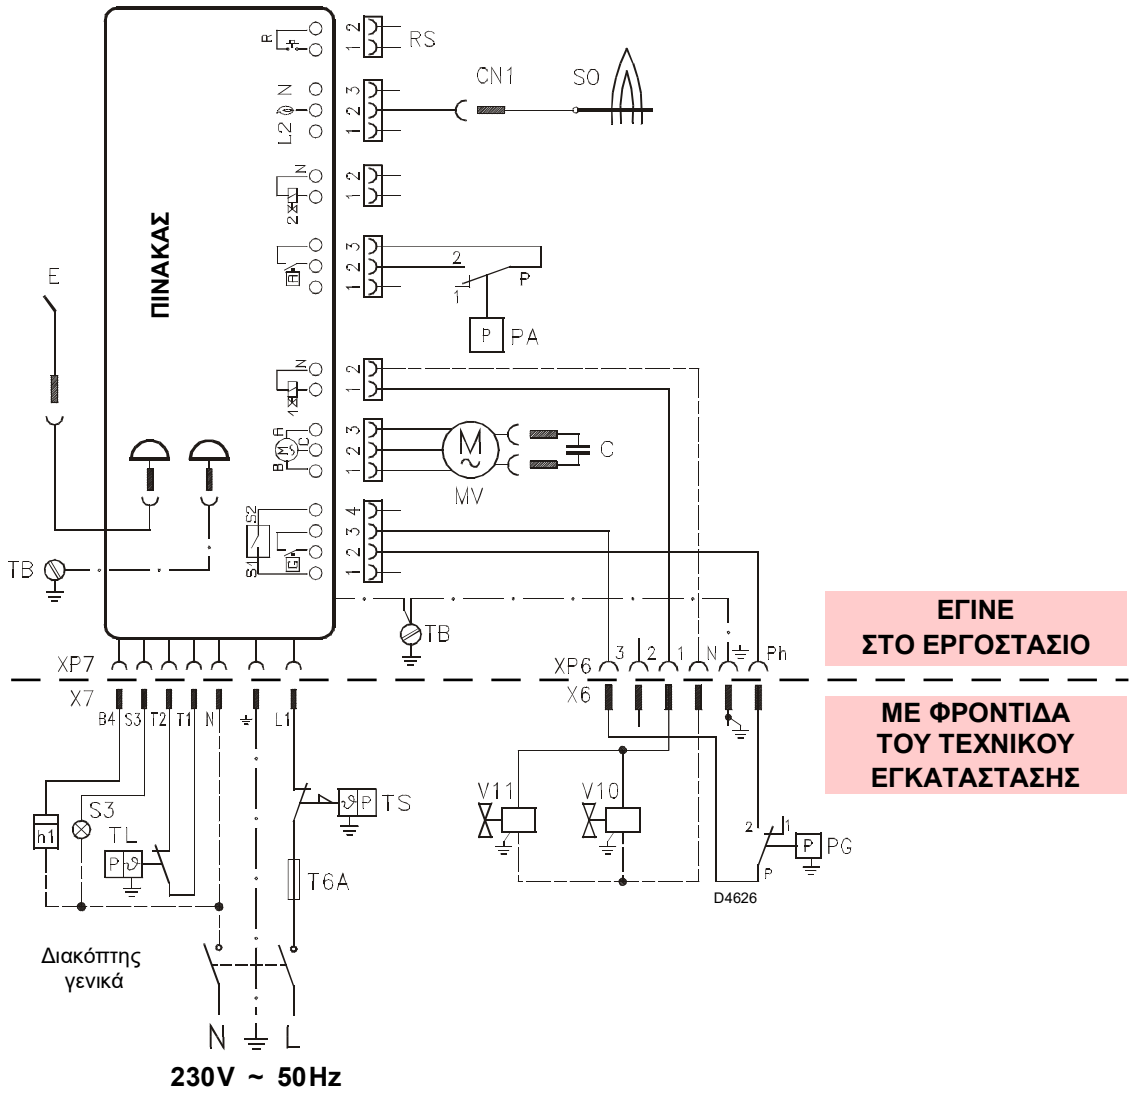 R
2
1
RS
N
L2
3
2
1
CN1
SO
N
2
1
2
ΠΙΝΑΚΑΣ
A
3
2
1
2
1
P
P
PA
E
N
1
2
1
A
M
TC
B
3
2
1
M
~
MV
C
S2
S1
G
4
3
2
1
TB
TB
XP7
X7
B4
S3
T2
T1
N
L1
XP6
X6
3
2
1
N
Ph
ΕΓΙΝΕ
ΣΤΟ ΕΡΓΟΣΤΑΣΙΟ
ΜΕ ΦΡΟΝΤΙΔΑ
ΤΟΥ ΤΕΧΝΙΚΟΥ
ΕΓΚΑΤΑΣΤΑΣΗΣ
h1
S3
TL
P ϑ
ϑ P
TS
T6A
V11
V10
2
1
P
P
PG
D4626
Διακόπτης
γενικά
N
L
230V ~ 50Hz